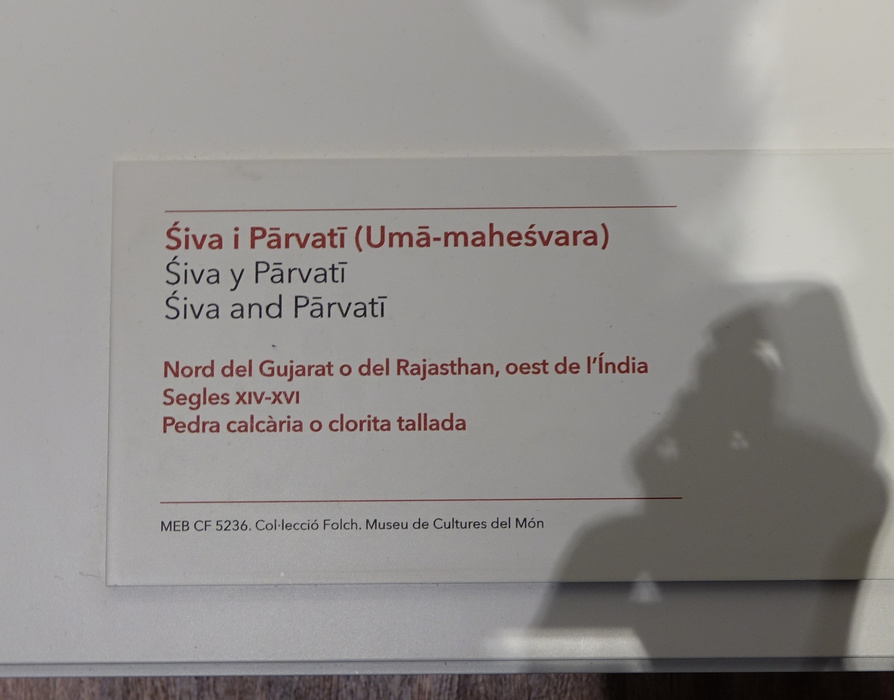 Śiva i Pārvatī (Umā-maheśvara)
Śiva y Pārvatī
Śiva and Pārvatī
Nord del Gujarat o del Rajasthan, oest de l’Índia
Segles XIV-XVI
Pedra calcària o clorita tallada
MEB CF 5236. Col·lecció Folch. Museu de Cultures del Món